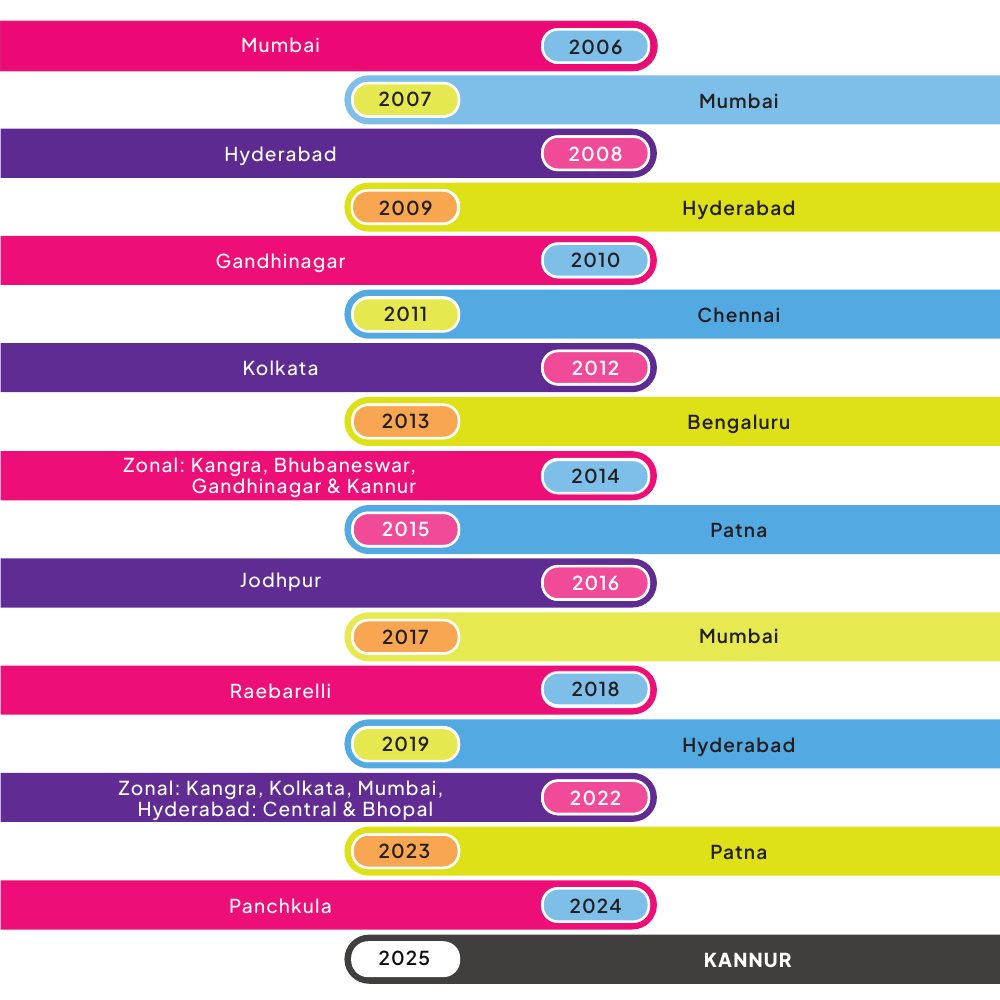 Mumbai 2006
2007 Mumbai
Hyderabad 2008
2009 Hyderabad
Gandhinagar 2010
2011 Chennai
Kolkata 2012
2013 Bengaluru
Zonal: Kangra, Bhubaneswar,
Gandhinagar & Kannur 2014
2015 Patna
Jodhpur 2016
2017 Mumbai
Raebarelli 2018
2019 Hyderabad
Zonal: Kangra, Kolkata, Mumbai,
Hyderabad: Central & Bhopal 2022
2023 Patna
Panchkula 2024
2025 KANNUR